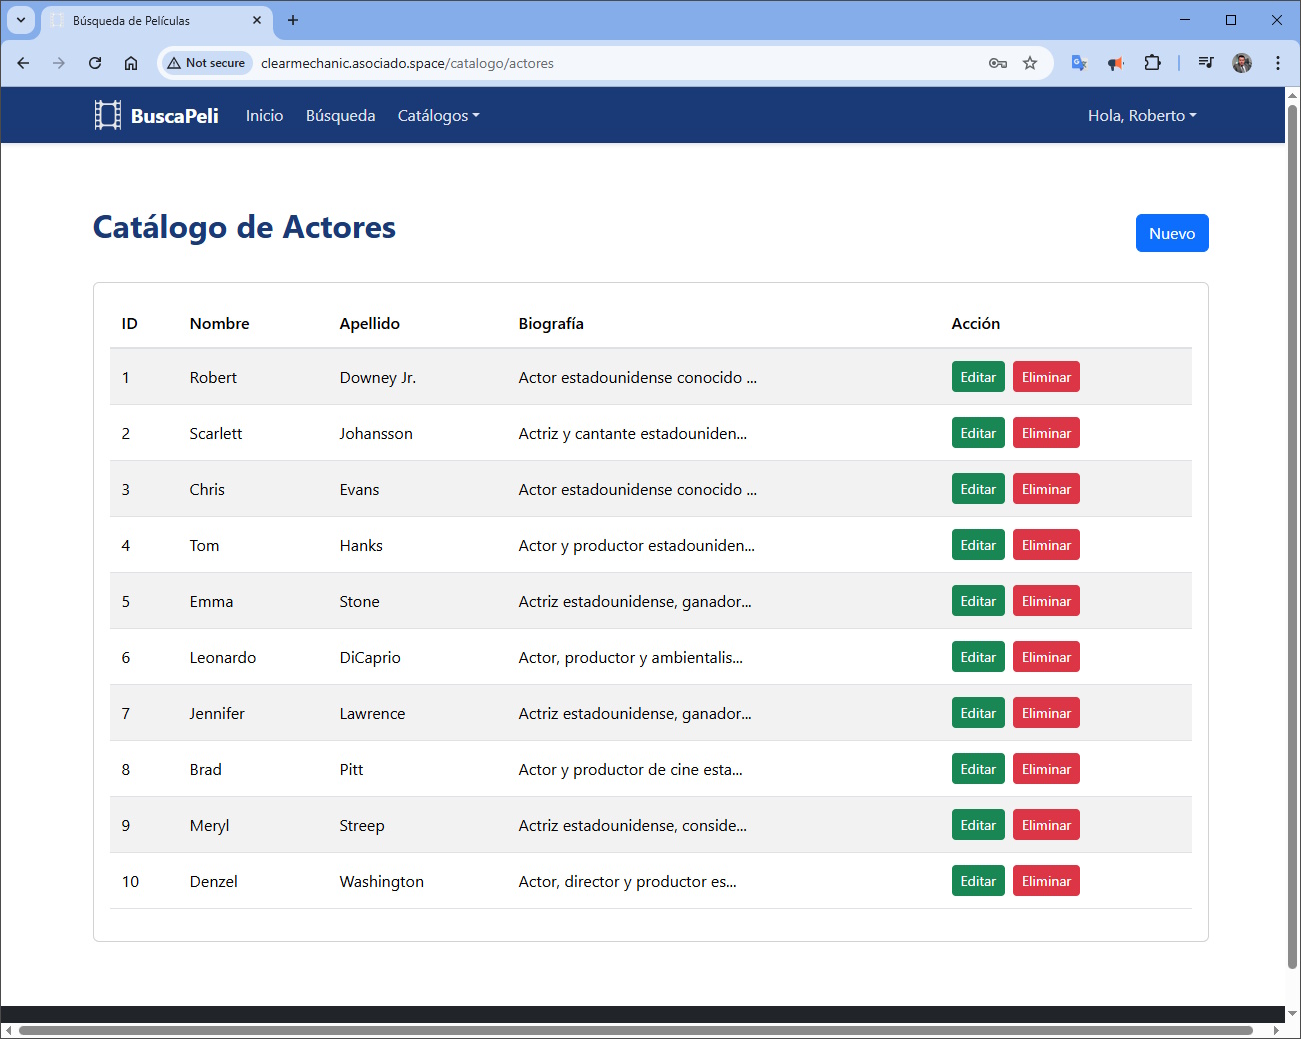 Búsqueda de Películas
Not secure clearmechanic.asociado.space/catalogo/actores
BuscaPeli Inicio Búsqueda Catálogos Hola, Roberto
Catálogo de Actores
Nuevo
ID Nombre Apellido Biografía Acción
1 Robert Downey Jr. Actor estadounidense conocido ... Editar Eliminar
2 Scarlett Johansson Actriz y cantante estadouniden... Editar Eliminar
3 Chris Evans Actor estadounidense conocido ... Editar Eliminar
4 Tom Hanks Actor y productor estadouniden... Editar Eliminar
5 Emma Stone Actriz estadounidense, ganador... Editar Eliminar
6 Leonardo DiCaprio Actor, productor y ambientalis... Editar Eliminar
7 Jennifer Lawrence Actriz estadounidense, ganador... Editar Eliminar
8 Brad Pitt Actor y productor de cine esta... Editar Eliminar
9 Meryl Streep Actriz estadounidense, conside... Editar Eliminar
10 Denzel Washington Actor, director y productor es... Editar Eliminar